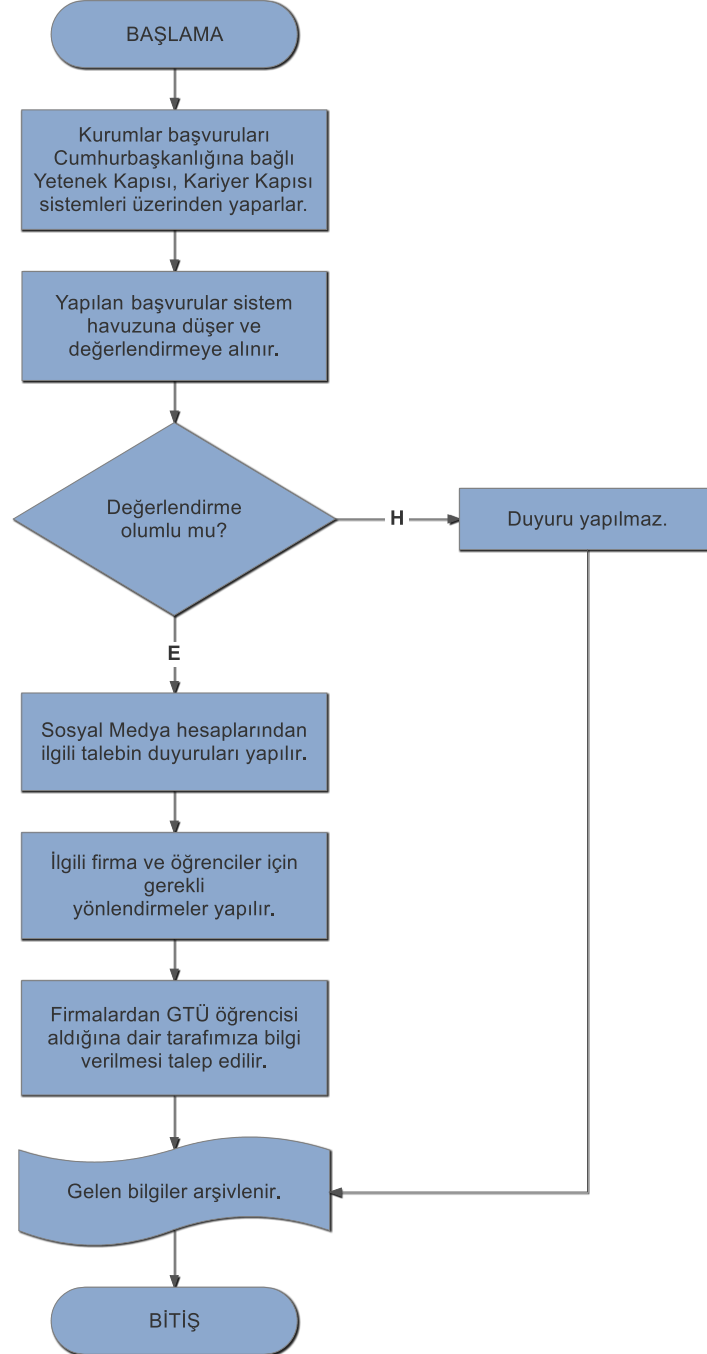 BAŞLAMA
Kurumlar başvuruları
Cumhurbaşkanlığına bağlı
Yetenek Kapısı, Kariyer Kapısı
sistemleri üzerinden yaparlar.
Yapılan başvurular sistem
havuzuna düşer ve
değerlendirmeye alınır.
Değerlendirme
olumlu mu?
H
Duyuru yapılmaz.
E
Sosyal Medya hesaplarından
ilgili talebin duyuruları yapılır.
İlgili firma ve öğrenciler için
gerekli
yönlendirmeler yapılır.
Firmalardan GTÜ öğrencisi
aldığına dair tarafımıza bilgi
verilmesi talep edilir.
Gelen bilgiler arşivlenir.
BİTİŞ